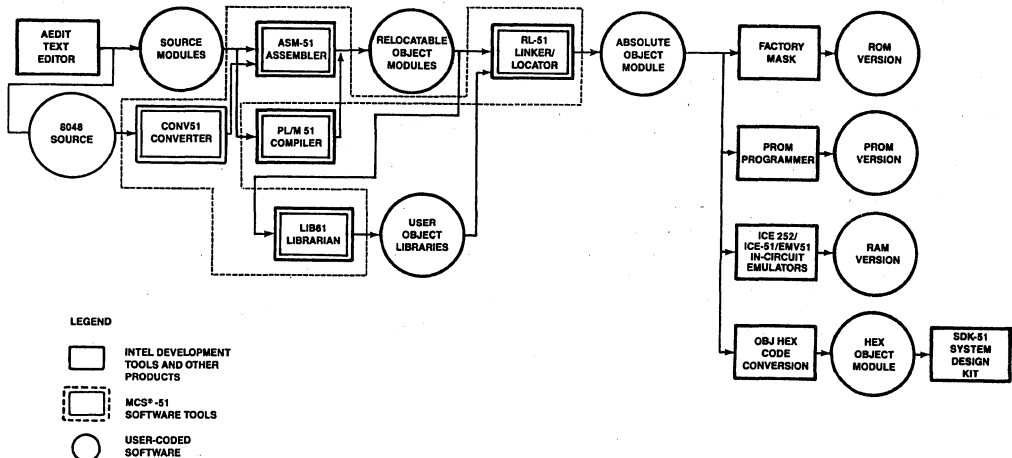 AEDIT
TEXT
EDITOR
SOURCE
MODULES
ASM-51
ASSEMBLER
RELOCATABLE
OBJECT
MODULES
RL-51
LINKER/
LOCATOR
ABSOLUTE
OBJECT
MODULE
FACTORY
MASK
ROM
VERSION
8048
SOURCE
CONV51
CONVERTER
PL/M 51
COMPILER
PROM
PROGRAMMER
PROM
VERSION
LIB61
LIBRARIAN
USER
OBJECT
LIBRARIES
ICE 252/
ICE-51/EMV51
IN-CIRCUIT
EMULATORS
RAM
VERSION
OBJ HEX
CODE
CONVERSION
HEX
OBJECT
MODULE
SDK-51
SYSTEM
DESIGN
KIT
LEGEND
INTEL DEVELOPMENT
TOOLS AND OTHER
PRODUCTS
MCS®-51
SOFTWARE TOOLS
USER-CODED
SOFTWARE